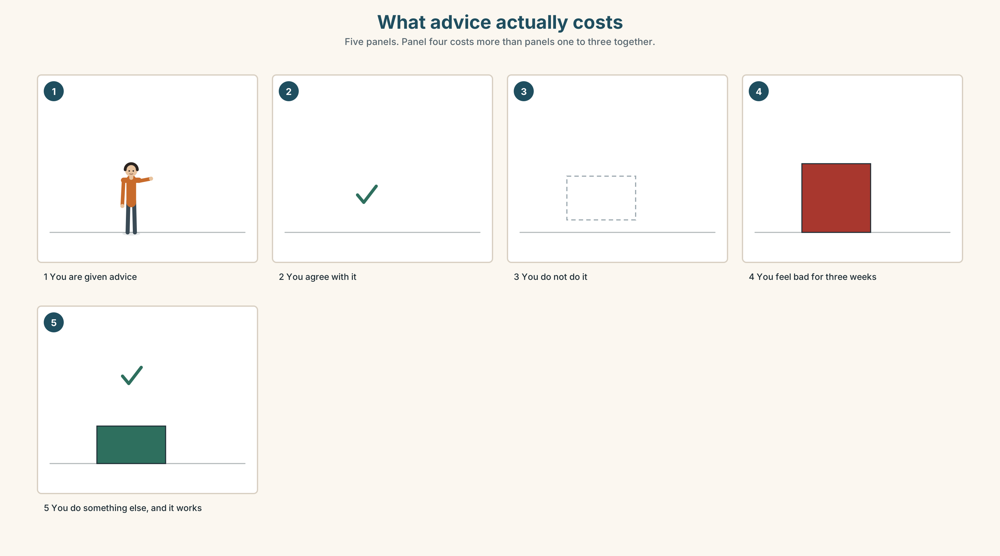 What advice actually costs
Five panels. Panel four costs more than panels one to three together.
1
2
3
4
1 You are given advice
2 You agree with it
3 You do not do it
4 You feel bad for three weeks
5
5 You do something else, and it works